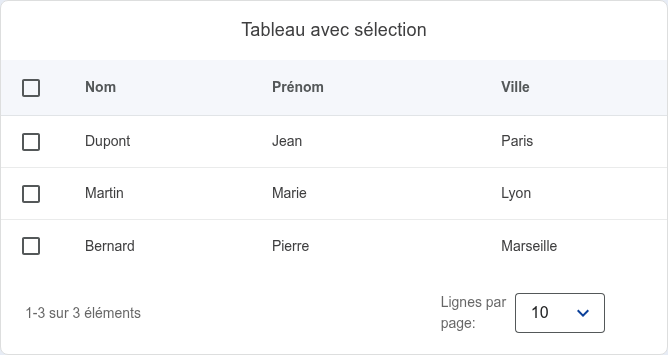 Tableau avec sélection
Nom Prénom Ville
Dupont Jean Paris
Martin Marie Lyon
Bernard Pierre Marseille
1-3 sur 3 éléments
Lignes par
page:
10